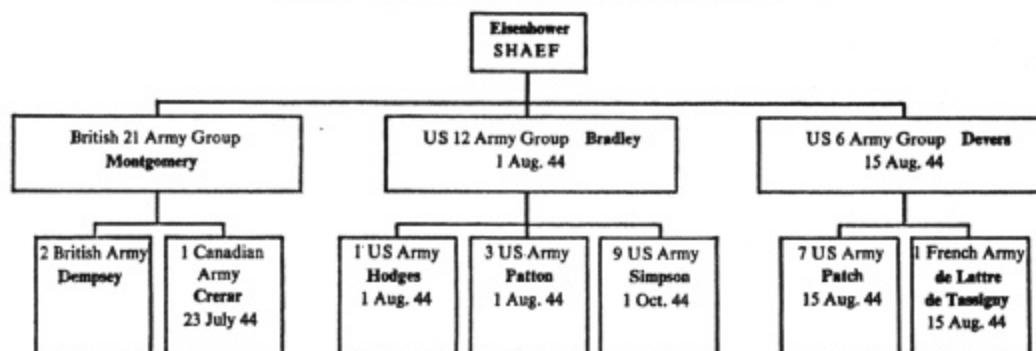 Eisenhower
SHAEF
British 21 Army Group
Montgomery
US 12 Army Group Bradley
1 Aug. 44
US 6 Army Group Devers
15 Aug. 44
2 British Army
Dempsey
1 Canadian
Army
Crerar
23 July 44
1 US Army
Hodges
1 Aug. 44
3 US Army
Patton
1 Aug. 44
9 US Army
Simpson
1 Oct. 44
7 US Army
Patch
15 Aug. 44
1 French Army
de Lattre
de Tassigny
15 Aug. 44